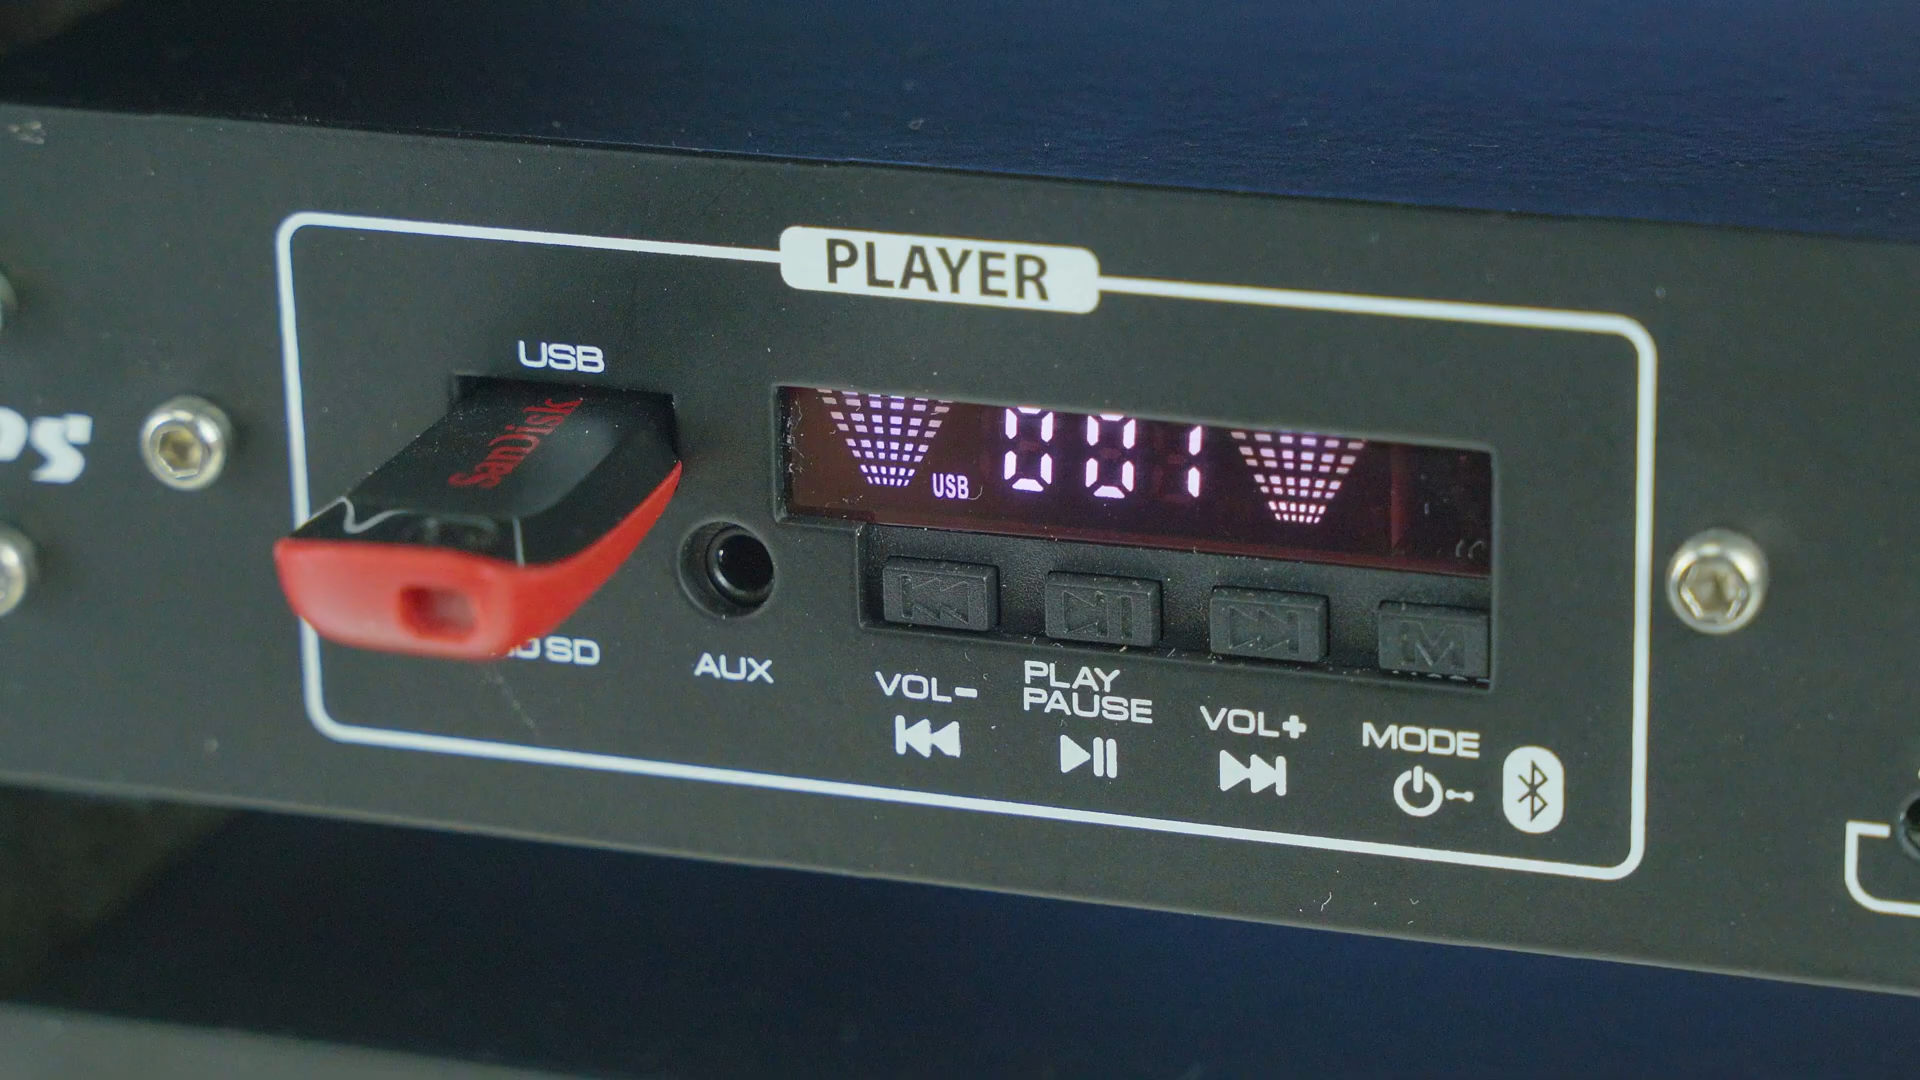 PLAYER
USB
SanDisk
USB 001
SD
AUX
M
VOL-
PLAY
PAUSE
VOL+
MODE